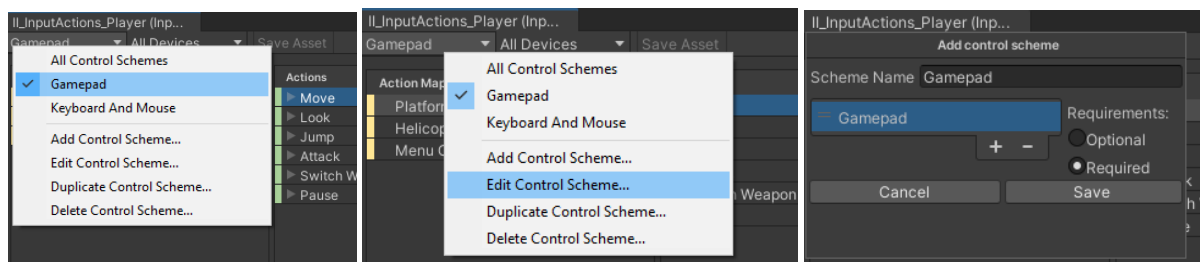 II_InputActions_Player (Inp...
Gamepad All Devices Save Asset
All Control Schemes
Gamepad
Keyboard And Mouse
Add Control Scheme...
Edit Control Scheme...
Duplicate Control Scheme...
Delete Control Scheme...
Actions
Move
Look
Jump
Attack
Switch W
Pause
II_InputActions_Player (Inp...
Gamepad All Devices Save Asset
Action Map
Platfor
Helicop
Menu C
All Control Schemes
Gamepad
Keyboard And Mouse
Add Control Scheme...
Edit Control Scheme...
Duplicate Control Scheme...
Delete Control Scheme...
Weapon
II_InputActions_Player (Inp...
Add control scheme
Scheme Name Gamepad
Gamepad
+ -
Requirements:
Optional
Required
Cancel Save